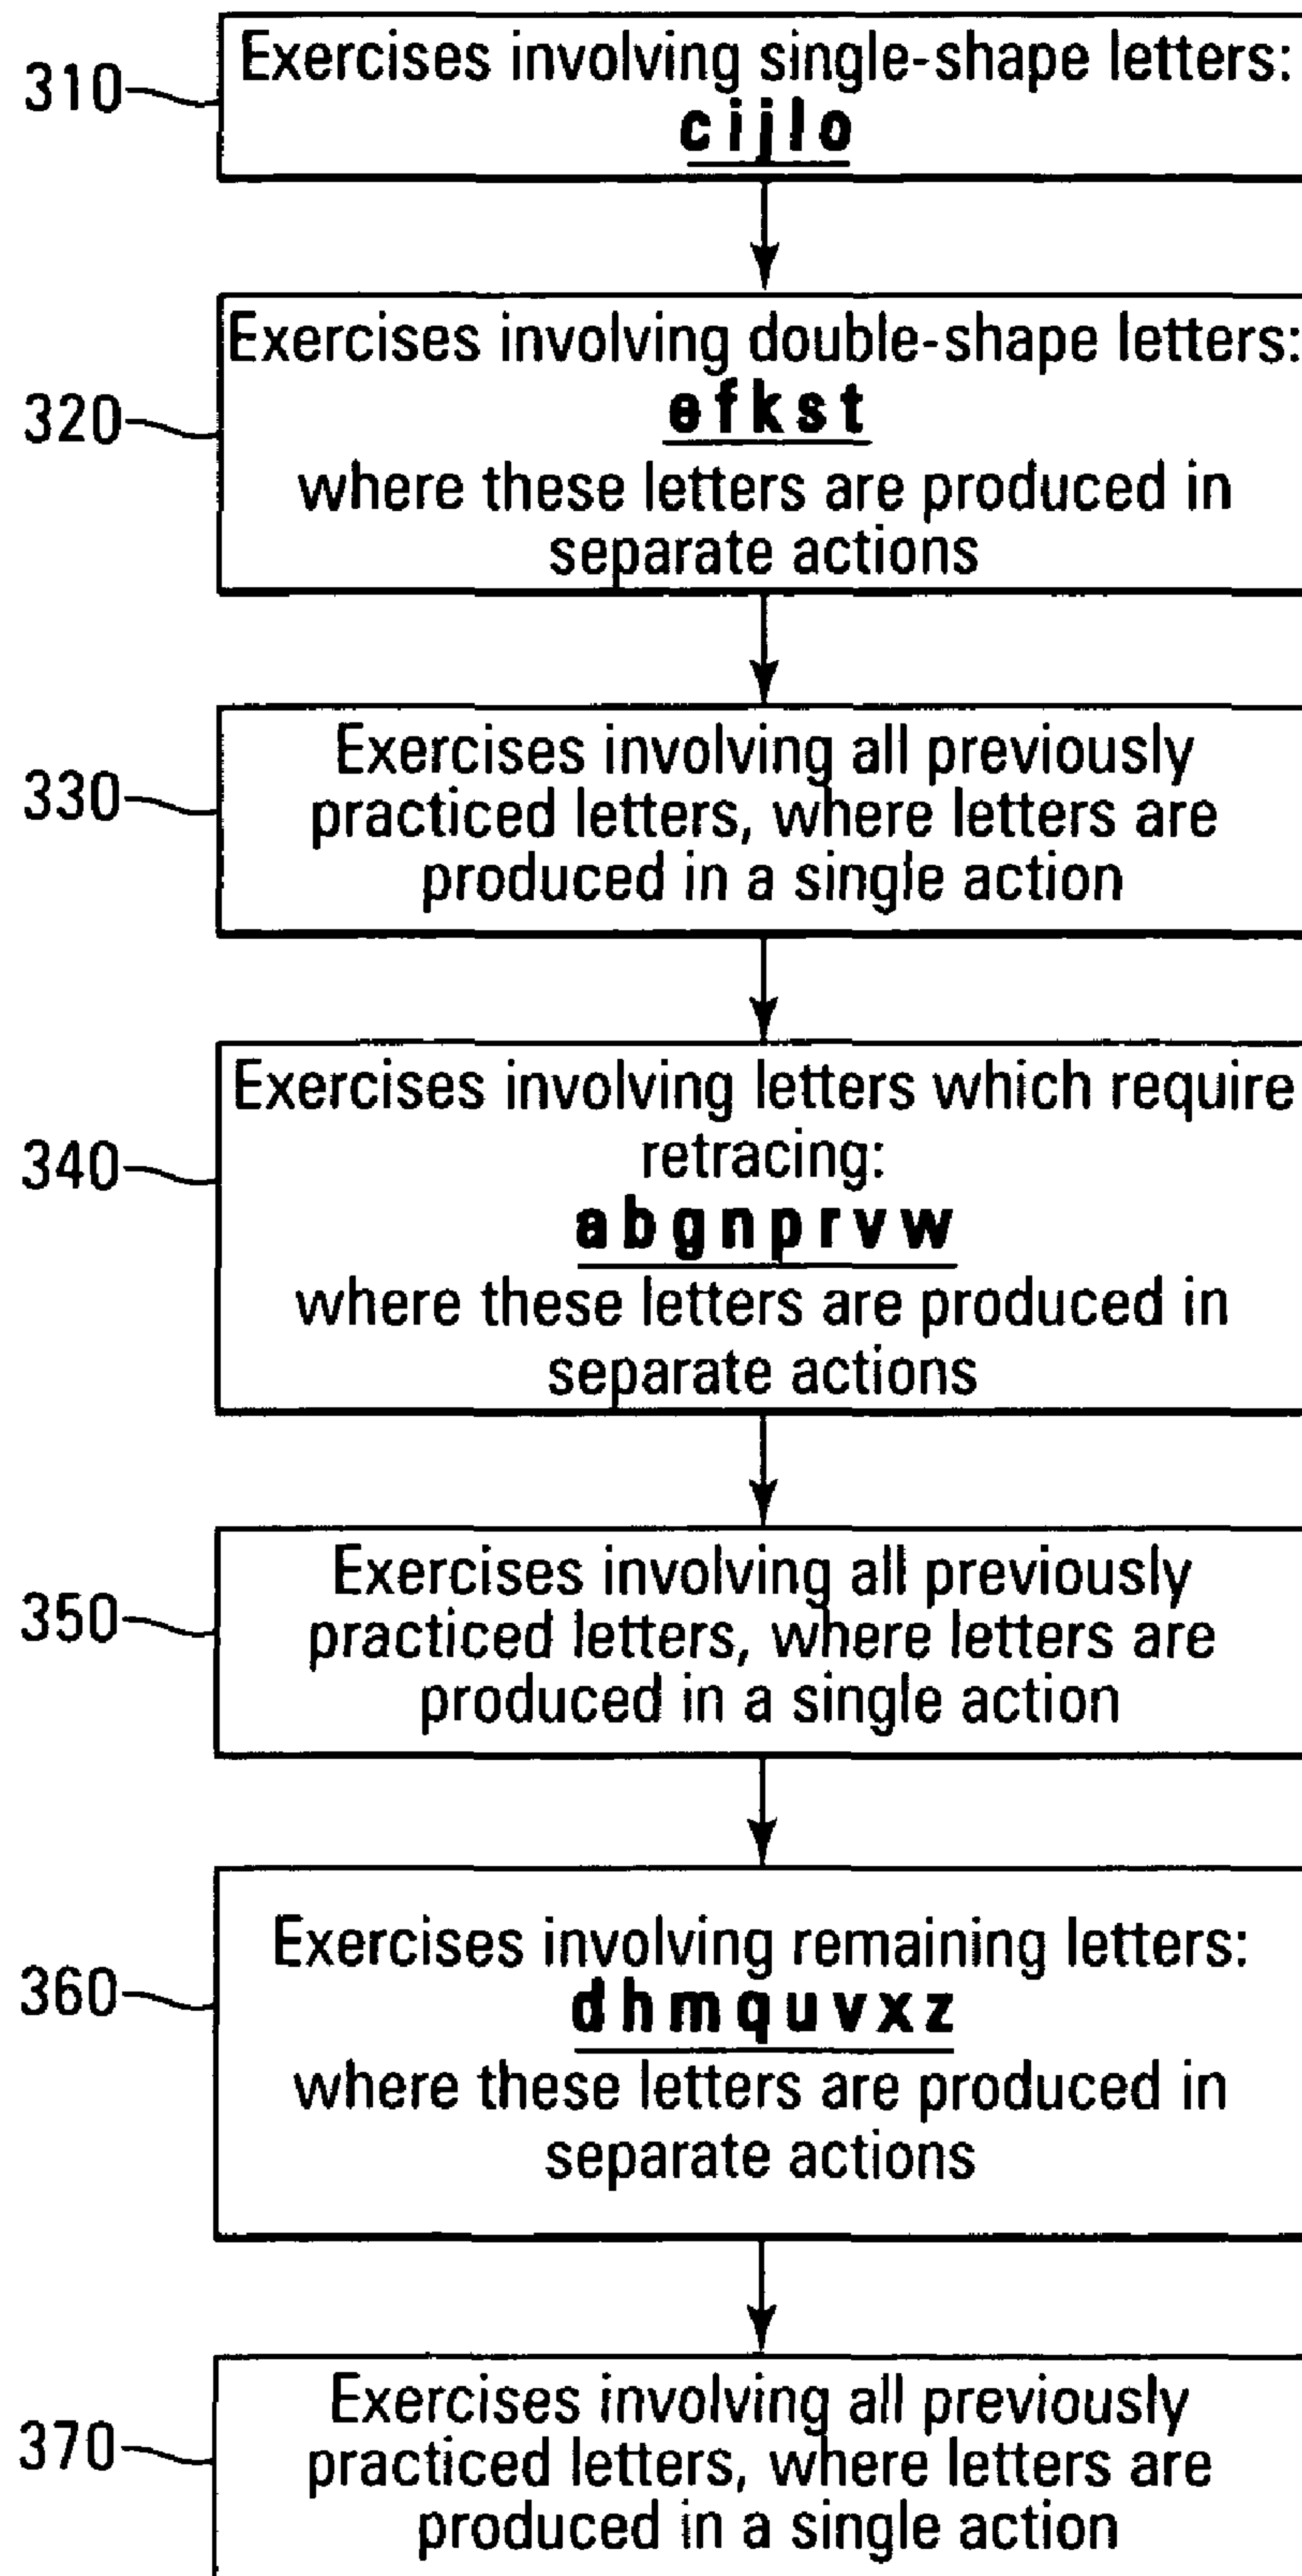 310
Exercises involving single-shape letters:
c i j l o
320
Exercises involving double-shape letters:
e f k s t
where these letters are produced in
separate actions
330
Exercises involving all previously
practiced letters, where letters are
produced in a single action
340
Exercises involving letters which require
retracing:
a b g n p r v w
where these letters are produced in
separate actions
350
Exercises involving all previously
practiced letters, where letters are
produced in a single action
360
Exercises involving remaining letters:
d h m q u v x z
where these letters are produced in
separate actions
370
Exercises involving all previously
practiced letters, where letters are
produced in a single action